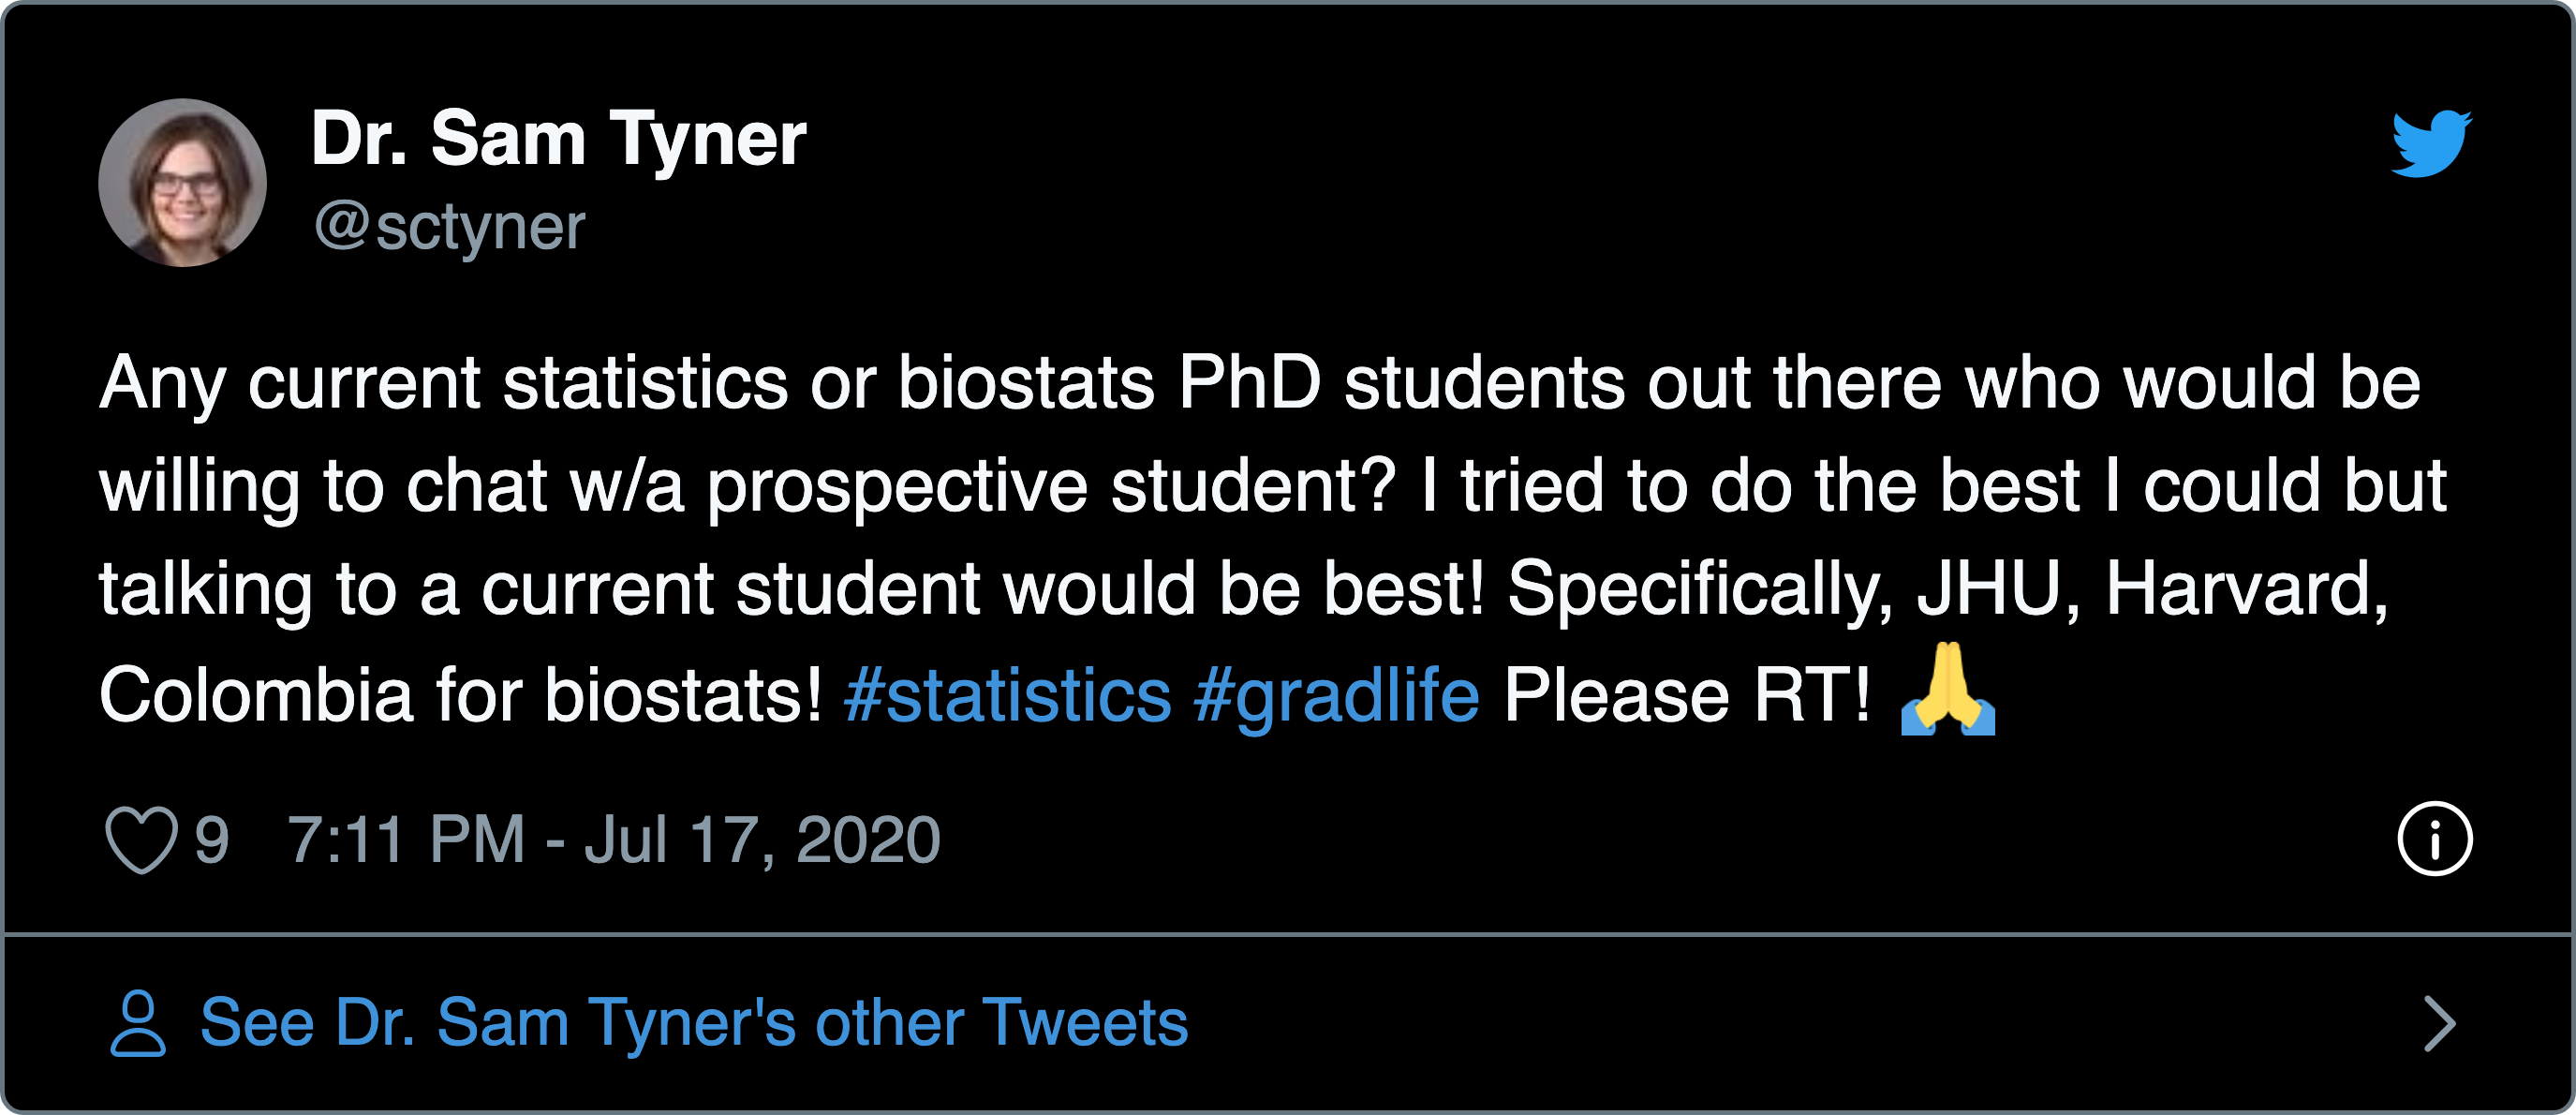 Dr. Sam Tyner
@sctyner
Any current statistics or biostats PhD students out there who would be
willing to chat w/a prospective student? I tried to do the best I could but
talking to a current student would be best! Specifically, JHU, Harvard,
Colombia for biostats! #statistics #gradlife Please RT! 🙏
9 7:11 PM - Jul 17, 2020
See Dr. Sam Tyner's other Tweets